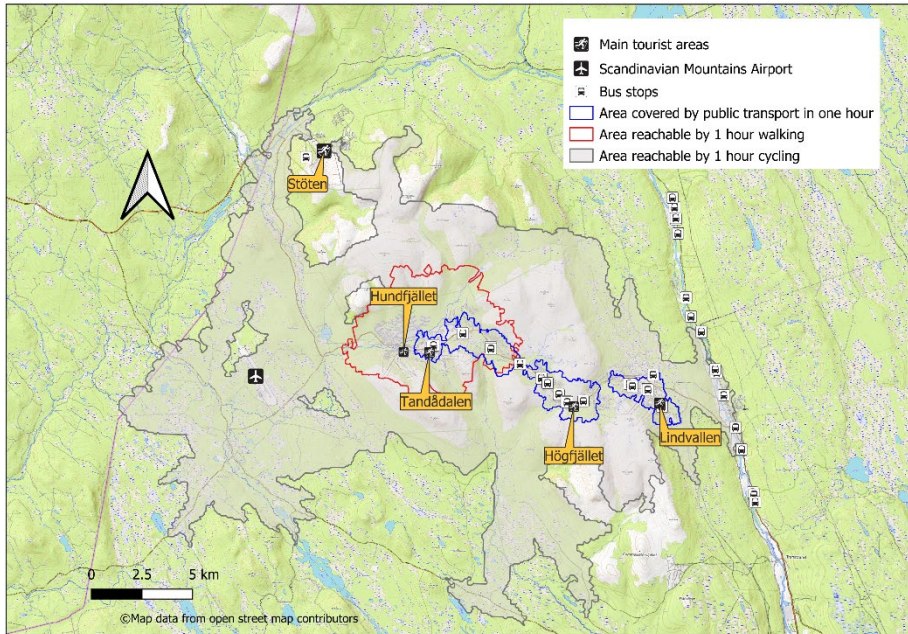 Main tourist areas
Scandinavian Mountains Airport
Bus stops
Area covered by public transport in one hour
Area reachable by 1 hour walking
Area reachable by 1 hour cycling
Stöten
Hundfjället
Tandådalen
Högfjället
Lindvallen
0 2.5 5 km
©Map data from open street map contributors